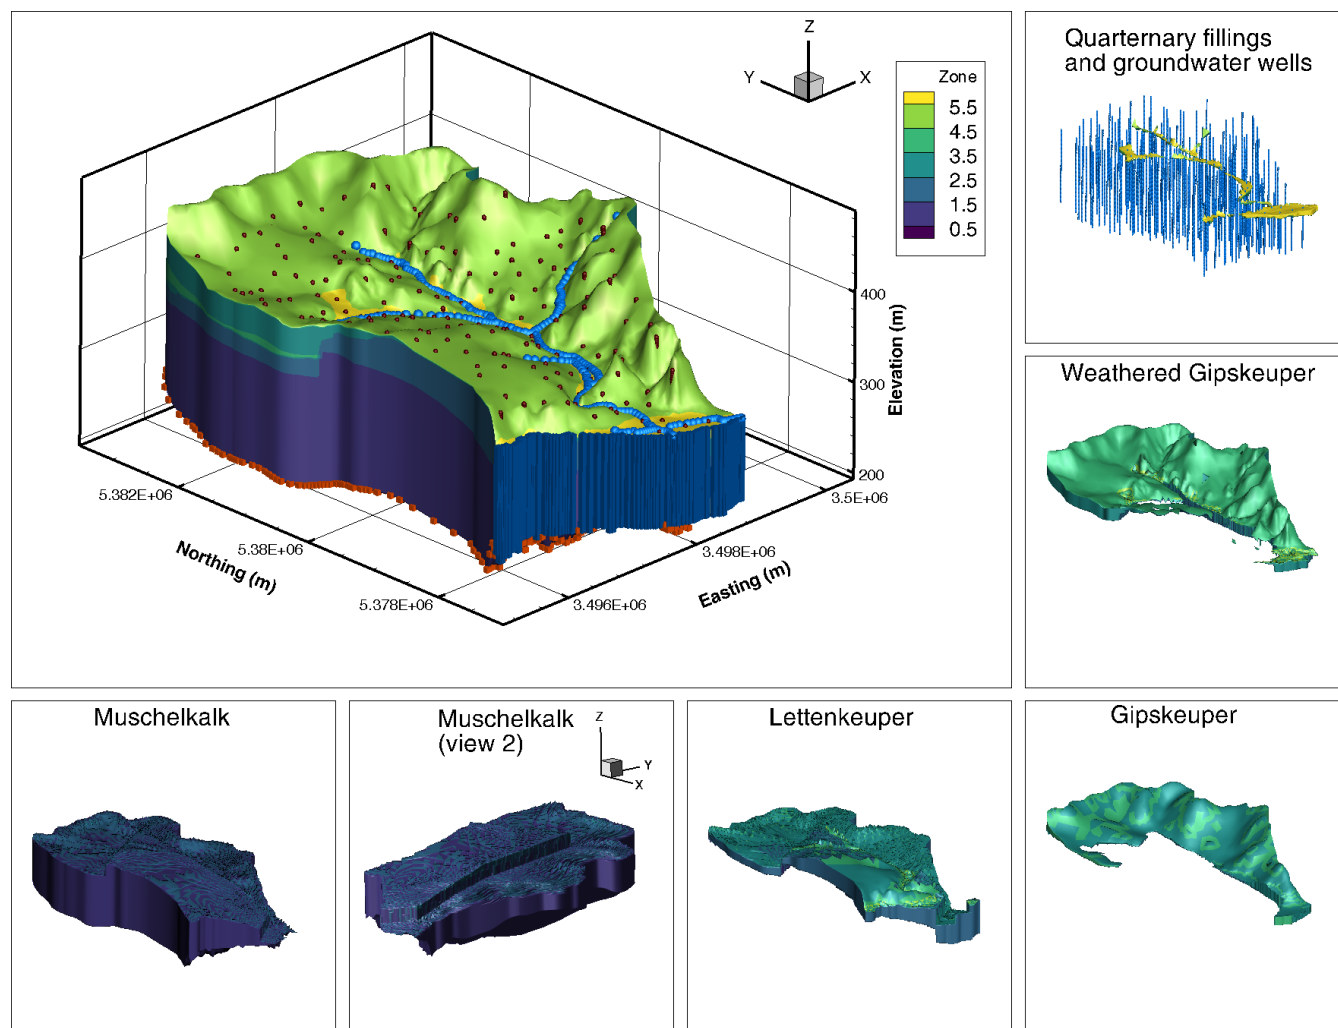 Z
Y
X
Zone
5.5
4.5
3.5
2.5
1.5
0.5
400
300
200
Elevation (m)
5.382E+06
5.38E+06
5.378E+06
Northing (m)
3.5E+06
3.498E+06
3.496E+06
Easting (m)
Quarternary fillings
and groundwater wells
Weathered Gipskeuper
Muschelkalk
Muschelkalk
(view 2)
Z
Y
X
Lettenkeuper
Gipskeuper